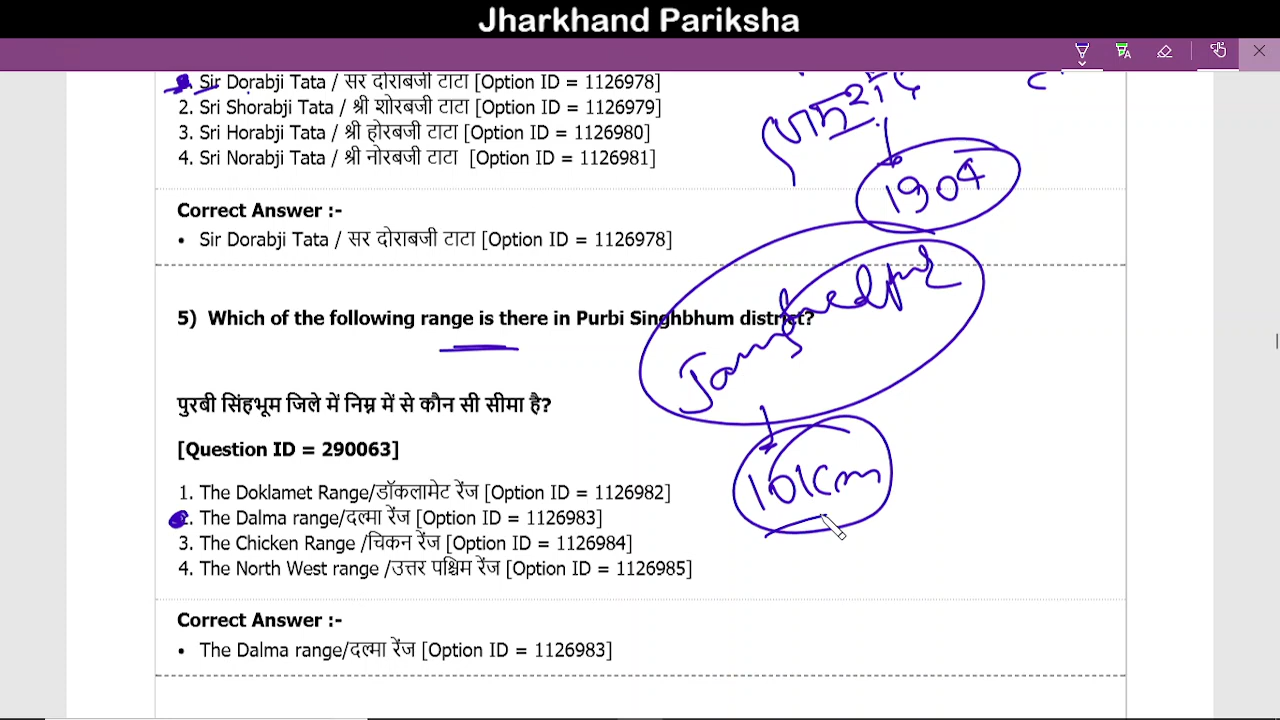 Jharkhand Pariksha
Sir Dorabji Tata / सर दोराबजी टाटा [Option ID = 1126978]
2. Sri Shorabji Tata / श्री शोरबजी टाटा [Option ID = 1126979]
3. Sri Horabji Tata / श्री होरबजी टाटा [Option ID = 1126980]
4. Sri Norabji Tata / श्री नोरबजी टाटा [Option ID = 1126981]
1904
Correct Answer :-
• Sir Dorabji Tata / सर दोराबजी टाटा [Option ID = 1126978]
Jamshedpur
5) Which of the following range is there in Purbi Singhbhum district?
पुरबी सिंहभूम जिले में निम्न में से कौन सी सीमा है?
[Question ID = 290063]
101cm
1. The Doklamet Range/डॉकलामेट रेंज [Option ID = 1126982]
2. The Dalma range/दल्मा रेंज [Option ID = 1126983]
3. The Chicken Range /चिकन रेंज [Option ID = 1126984]
4. The North West range /उत्तर पश्चिम रेंज [Option ID = 1126985]
Correct Answer :-
• The Dalma range/दल्मा रेंज [Option ID = 1126983]